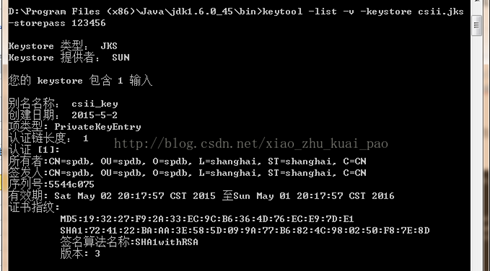 D:\Program Files (x86)\Java\jdk1.6.0_45\bin>keytool -list -v -keystore csii.jks
-storepass 123456
Keystore 类型： JKS
Keystore 提供者： SUN
您的 keystore 包含 1 输入
别名名称： csii_key
创建日期： 2015-5-2
项类型: PrivateKeyEntry
认证链长度： 1
认证 [1]:
http://blog.csdn.net/xiao_zhu_kuai_pao
所有者:CN=spdb, OU=spdb, O=spdb, L=shanghai, ST=shanghai, C=CN
签发人:CN=spdb, OU=spdb, O=spdb, L=shanghai, ST=shanghai, C=CN
序列号:5544c075
有效期: Sat May 02 20:17:57 CST 2015 至Sun May 01 20:17:57 CST 2016
证书指纹:
MD5:19:32:27:F9:2A:33:EC:9C:B6:36:4D:76:EC:E9:7D:E1
SHA1:72:41:22:BA:AA:3E:58:5D:09:9A:77:B6:82:4C:98:02:50:F8:7E:8D
签名算法名称:SHA1withRSA
版本: 3